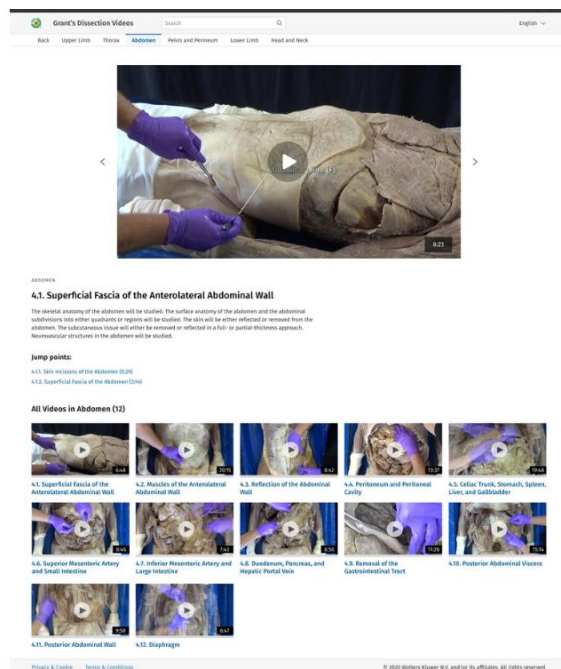 Grant's Dissection Videos
Search
English
Back Upper Limb Thorax Abdomen Pelvis and Perineum Lower Limb Head and Neck
8:23
ABDOMEN
4.1. Superficial Fascia of the Anterolateral Abdominal Wall
The skeletal anatomy of the abdomen will be studied. The surface anatomy of the abdomen and the abdominal
subdivisions into either quadrants or regions will be studied. The skin will be either reflected or removed from the
abdomen. The subcutaneous tissue will either be removed or reflected in a full- or partial-thickness approach.
Neurovascular structures in the abdomen will be studied.
Jump points:
4.1.1. Skin Incisions of the Abdomen (0:29)
4.1.2. Superficial Fascia of the Abdomen (3:14)
All Videos in Abdomen (12)
20:15
8:42
13:37
19:48
4.1. Superficial Fascia of the
Anterolateral Abdominal Wall
4.2. Muscles of the Anterolateral
Abdominal Wall
4.3. Reflection of the Abdominal
Wall
4.4. Peritoneum and Peritoneal
Cavity
4.5. Celiac Trunk, Stomach, Spleen,
Liver, and Gallbladder
8:46
7:43
8:50
11:26
15:14
4.6. Superior Mesenteric Artery
and Small Intestine
4.7. Inferior Mesenteric Artery and
Large Intestine
4.8. Duodenum, Pancreas, and
Hepatic Portal Vein
4.9. Removal of the
Gastrointestinal Tract
4.10. Posterior Abdominal Viscera
9:58
6:47
4.11. Posterior Abdominal Wall
4.12. Diaphragm
Privacy & Cookie Terms & Conditions
© 2020 Wolters Kluwer N.V. and/or its affiliates. All rights reserved.